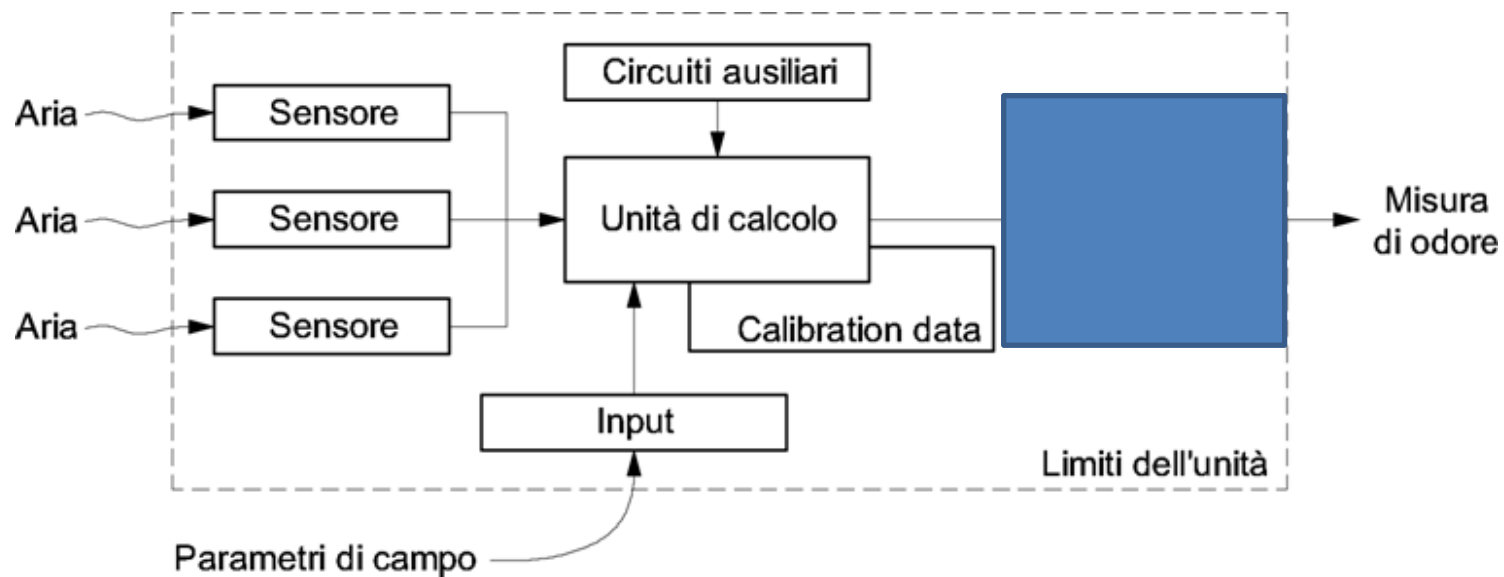 Circuiti ausiliari
Aria
Sensore
Aria
Sensore
Unità di calcolo
Misura
di odore
Aria
Sensore
Calibration data
Input
Limiti dell'unità
Parametri di campo